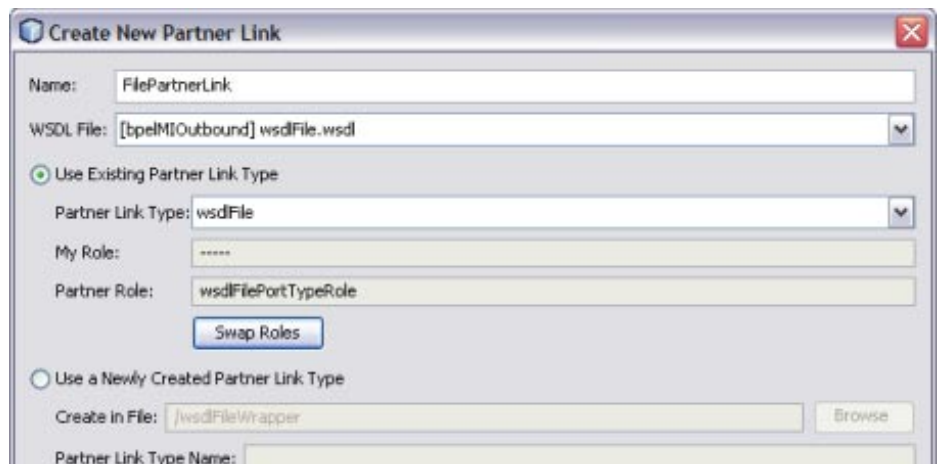 Create New Partner Link
Name: FilePartnerLink
WSDL File: [bpelMIOutbound] wsdlFile.wsdl
Use Existing Partner Link Type
Partner Link Type: wsdlFile
My Role: -----
Partner Role: wsdlFilePortTypeRole
Swap Roles
Use a Newly Created Partner Link Type
Create in File: /wsdlFileWrapper Browse
Partner Link Type Name: